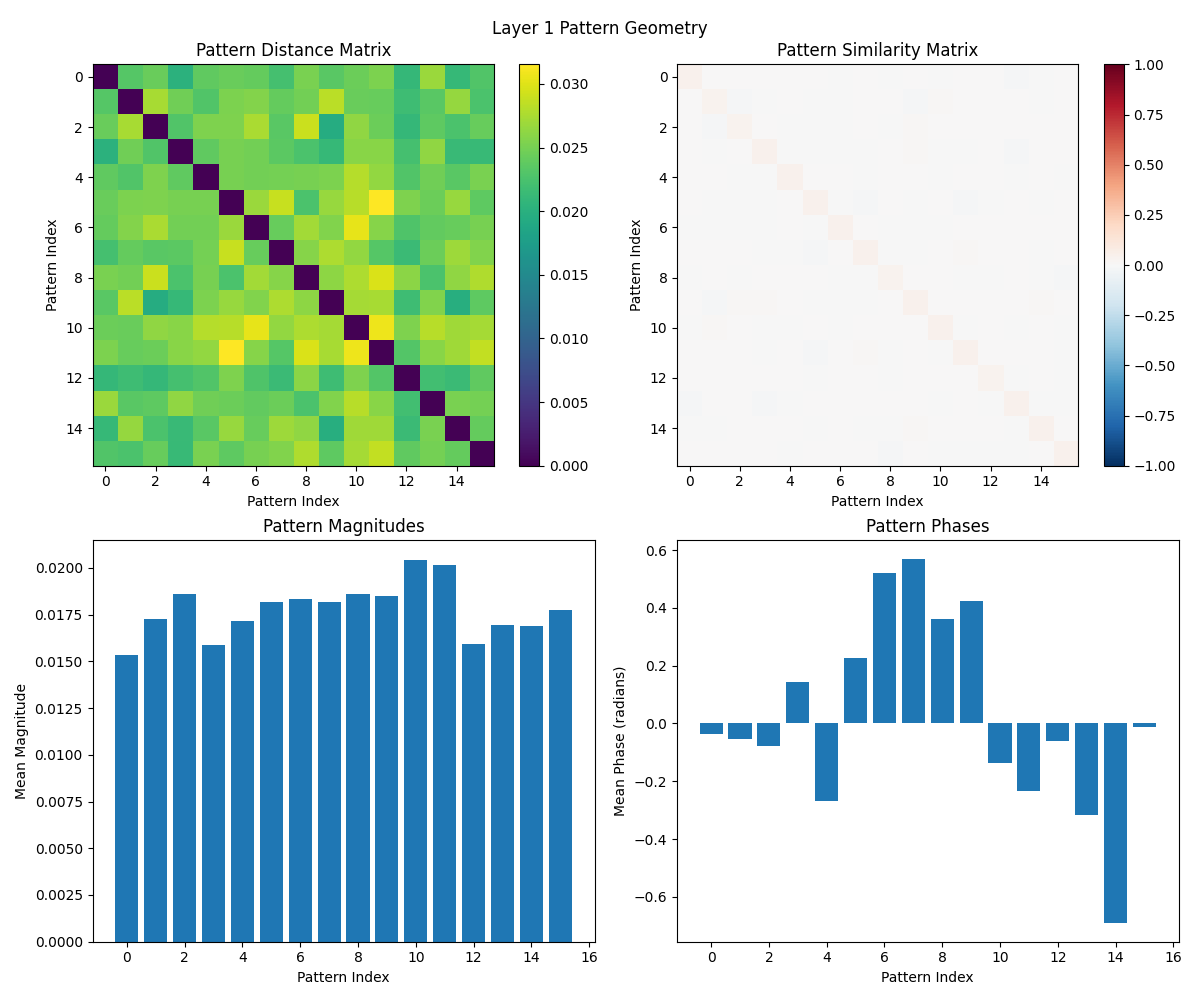 Layer 1 Pattern Geometry
Pattern Distance Matrix
0
2
4
6
8
10
12
14
Pattern Index
0 2 4 6 8 10 12 14
Pattern Index
0.030
0.025
0.020
0.015
0.010
0.005
0.000
Pattern Similarity Matrix
0
2
4
6
8
10
12
14
Pattern Index
0 2 4 6 8 10 12 14
Pattern Index
1.00
0.75
0.50
0.25
0.00
−0.25
−0.50
−0.75
−1.00
Pattern Magnitudes
0.0200
0.0175
0.0150
0.0125
0.0100
0.0075
0.0050
0.0025
0.0000
Mean Magnitude
0 2 4 6 8 10 12 14 16
Pattern Index
Pattern Phases
0.6
0.4
0.2
0.0
−0.2
−0.4
−0.6
Mean Phase (radians)
0 2 4 6 8 10 12 14 16
Pattern Index